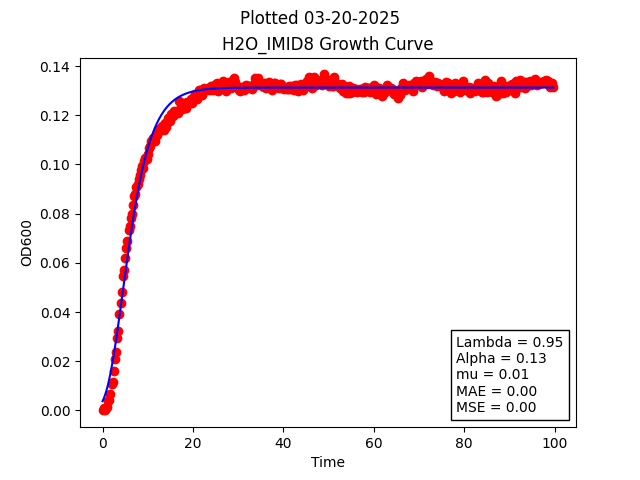 Plotted 03-20-2025
H2O_IMID8 Growth Curve
0.14
0.12
0.10
0.08
0.06
0.04
0.02
0.00
OD600
Lambda = 0.95
Alpha = 0.13
mu = 0.01
MAE = 0.00
MSE = 0.00
0 20 40 60 80 100
Time